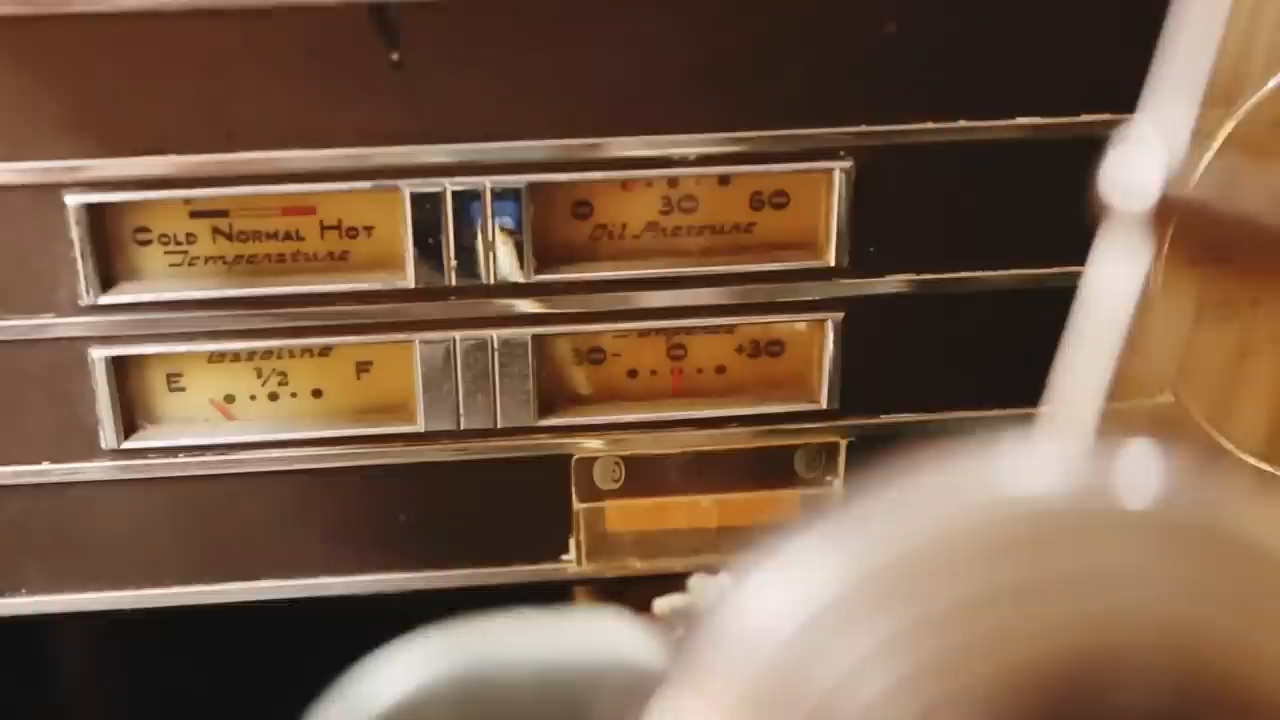 COLD NORMAL HOT
Temperature
0 30 60
Oil Pressure
Gasoline
E 1/2 F
30- 0 +30